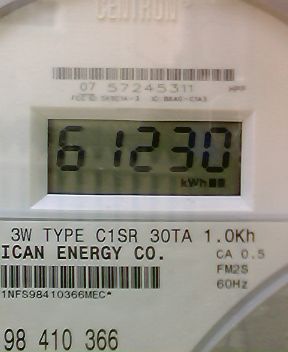 CENTRON
07 57245311
61230
kWh
3W TYPE C1SR 30TA 1.0Kh
ICAN ENERGY CO. CA 0.5
FM2S
60Hz
1NFS98410366MEC*
98 410 366